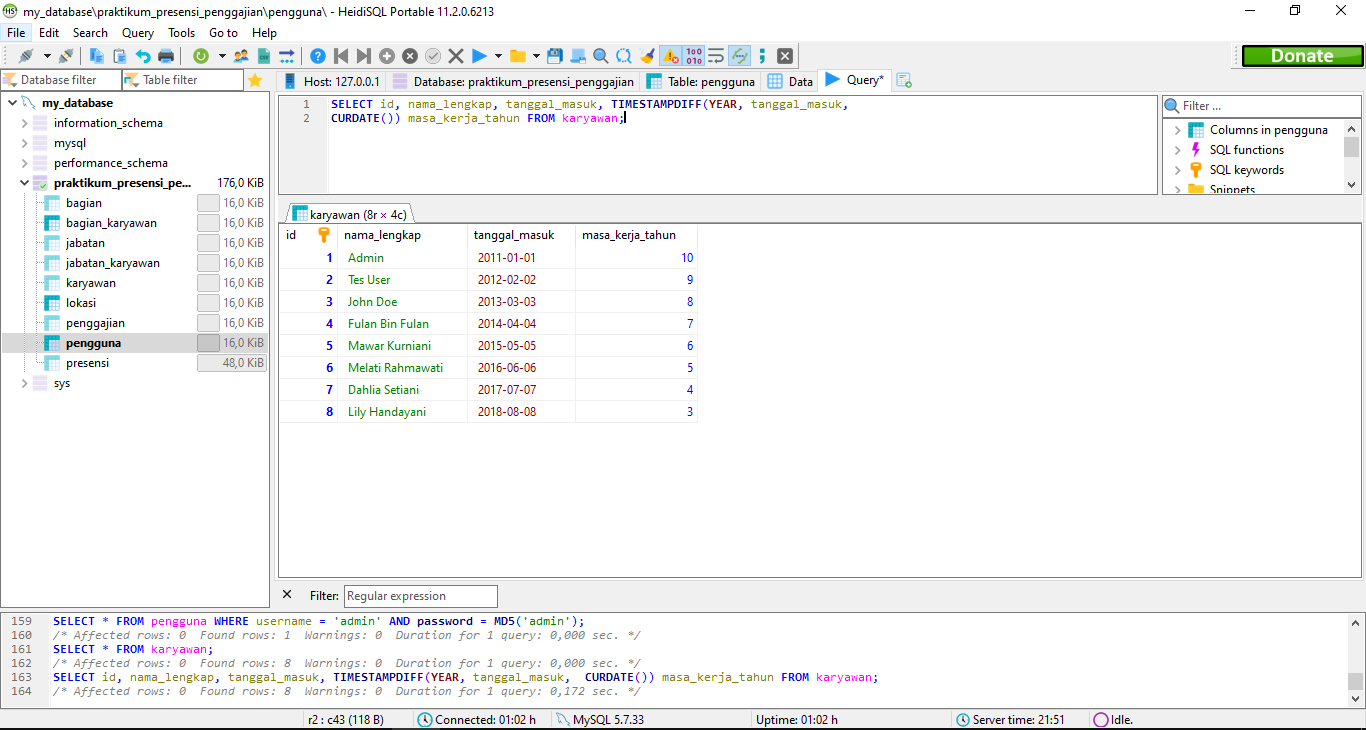 my_database\praktikum_presensi_penggajian\pengguna\ - HeidiSQL Portable 11.2.0.6213
File Edit Search Query Tools Go to Help
Donate
Database filter Table filter
Host: 127.0.0.1 Database: praktikum_presensi_penggajian Table: pengguna Data Query*
my_database
information_schema
mysql
performance_schema
praktikum_presensi_pe... 176,0 KiB
bagian 16,0 KiB
bagian_karyawan 16,0 KiB
jabatan 16,0 KiB
jabatan_karyawan 16,0 KiB
karyawan 16,0 KiB
lokasi 16,0 KiB
penggajian 16,0 KiB
pengguna 16,0 KiB
presensi 48,0 KiB
sys
1 SELECT id, nama_lengkap, tanggal_masuk, TIMESTAMPDIFF(YEAR, tanggal_masuk,
2 CURDATE()) masa_kerja_tahun FROM karyawan;
Filter ...
Columns in pengguna
SQL functions
SQL keywords
Snippets
karyawan (8r × 4c)
id nama_lengkap tanggal_masuk masa_kerja_tahun
1 Admin 2011-01-01 10
2 Tes User 2012-02-02 9
3 John Doe 2013-03-03 8
4 Fulan Bin Fulan 2014-04-04 7
5 Mawar Kurniani 2015-05-05 6
6 Melati Rahmawati 2016-06-06 5
7 Dahlia Setiani 2017-07-07 4
8 Lily Handayani 2018-08-08 3
Filter: Regular expression
159 SELECT * FROM pengguna WHERE username = 'admin' AND password = MD5('admin');
160 /* Affected rows: 0 Found rows: 1 Warnings: 0 Duration for 1 query: 0,000 sec. */
161 SELECT * FROM karyawan;
162 /* Affected rows: 0 Found rows: 8 Warnings: 0 Duration for 1 query: 0,000 sec. */
163 SELECT id, nama_lengkap, tanggal_masuk, TIMESTAMPDIFF(YEAR, tanggal_masuk, CURDATE()) masa_kerja_tahun FROM karyawan;
164 /* Affected rows: 0 Found rows: 8 Warnings: 0 Duration for 1 query: 0,172 sec. */
r2 : c43 (118 B) Connected: 01:02 h MySQL 5.7.33 Uptime: 01:02 h Server time: 21:51 Idle.